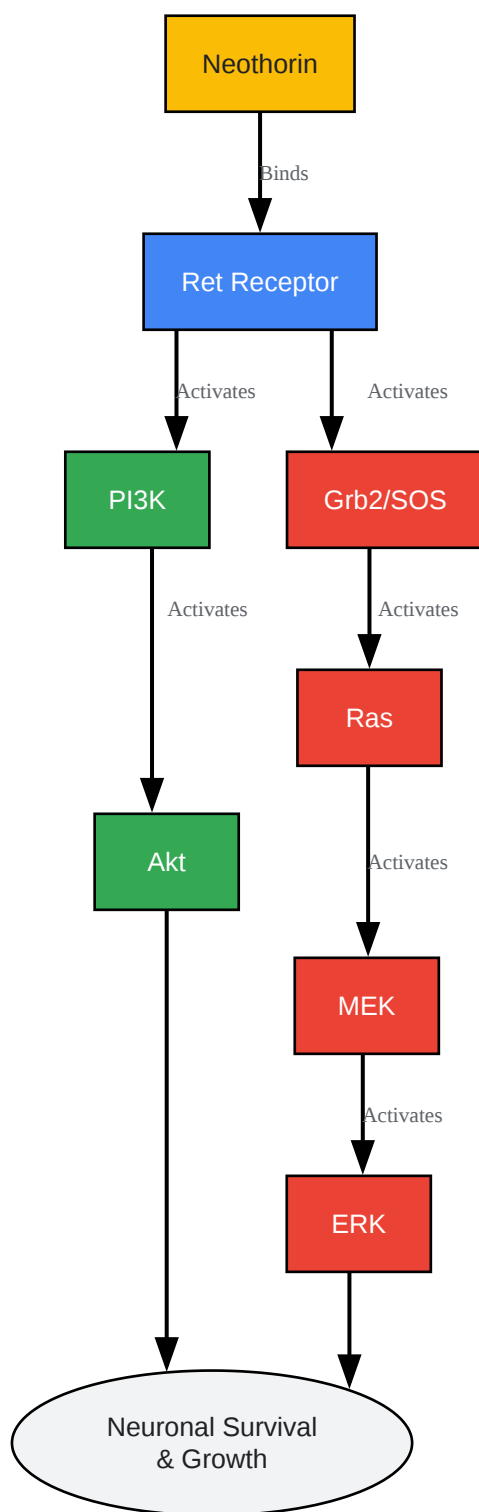 Neothorin
Binds
Ret Receptor
Activates
Activates
PI3K
Grb2/SOS
Activates
Activates
Ras
Akt
Activates
MEK
Activates
ERK
Neuronal Survival
& Growth